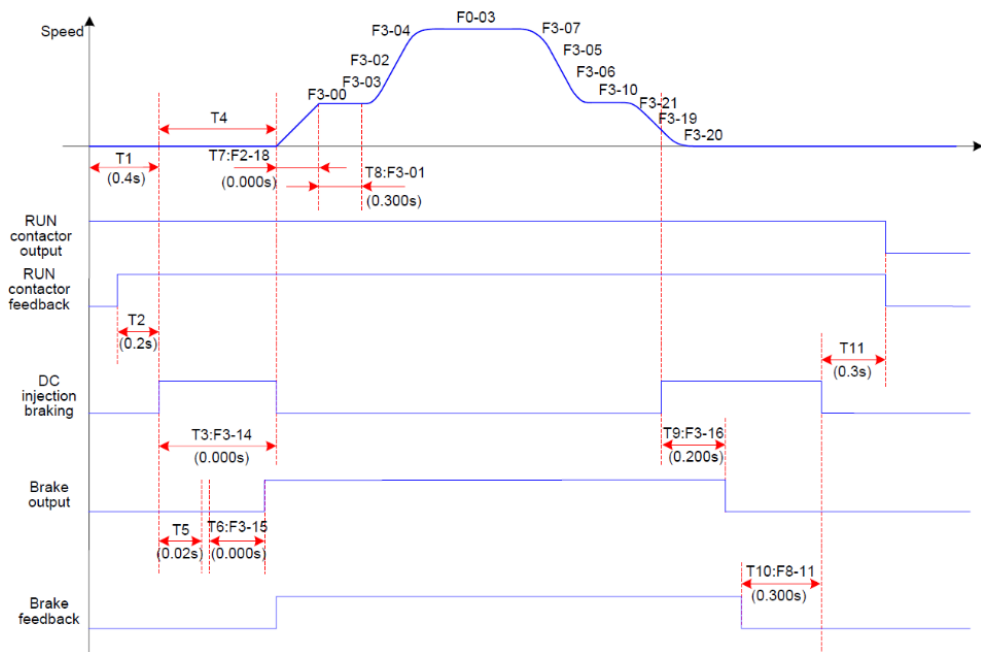 Speed
F0-03
F3-04
F3-07
F3-02
F3-05
F3-03
F3-06
F3-00
F3-10
F3-21
F3-19
F3-20
T4
T1
(0.4s)
T7:F2-18
(0.000s)
T8:F3-01
(0.300s)
RUN
contactor
output
RUN
contactor
feedback
T2
(0.2s)
T11
(0.3s)
DC
injection
braking
T3:F3-14
(0.000s)
T9:F3-16
(0.200s)
Brake
output
T5
(0.02s)
T6:F3-15
(0.000s)
T10:F8-11
(0.300s)
Brake
feedback